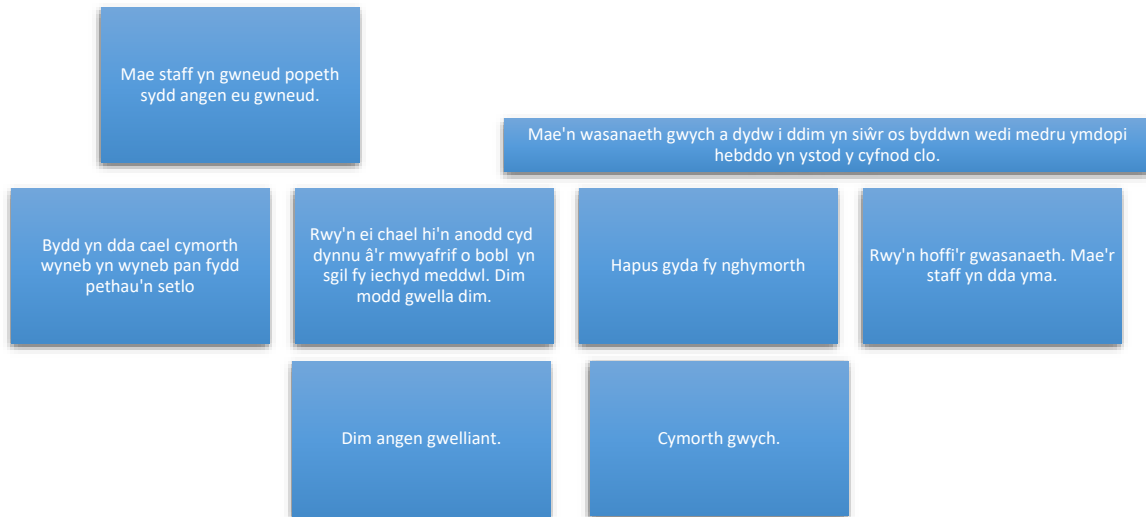 Mae staff yn gwneud popeth
sydd angen eu gwneud.
Mae'n wasanaeth gwych a dydw i ddim yn siŵr os byddwn wedi medru ymdopi
hebddo yn ystod y cyfnod clo.
Bydd yn dda cael cymorth
wyneb yn wyneb pan fydd
pethau'n setlo
Rwy'n ei chael hi'n anodd cyd
dynnu â'r mwyafrif o bobl yn
sgil fy iechyd meddwl. Dim
modd gwella dim.
Hapus gyda fy nghymorth
Rwy'n hoffi'r gwasanaeth. Mae'r
staff yn dda yma.
Dim angen gwelliant.
Cymorth gwych.